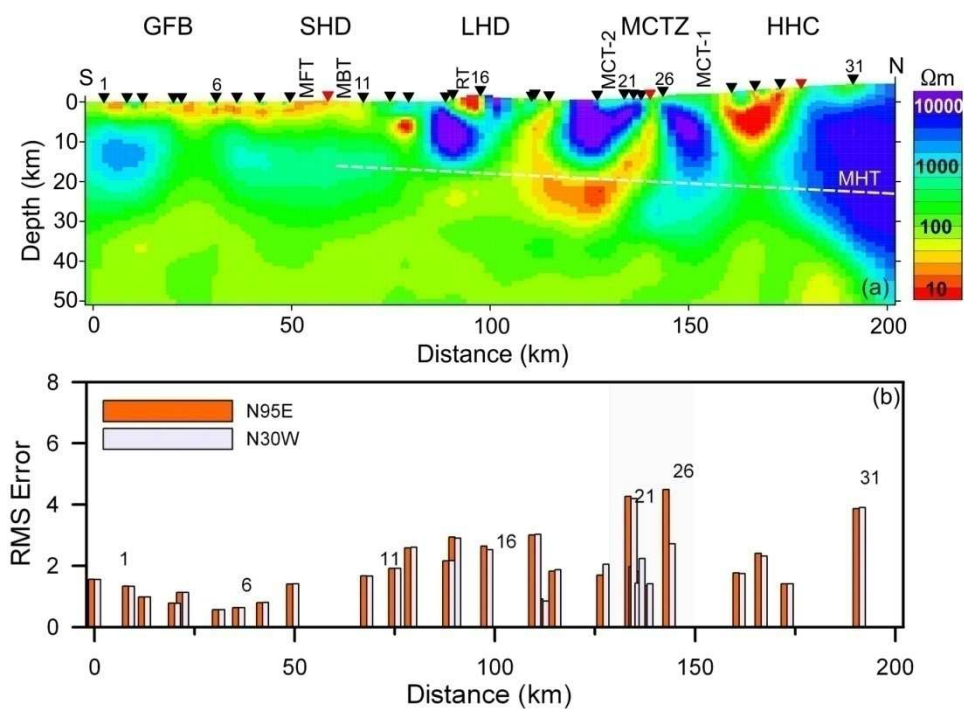 GFB SHD LHD MCTZ HHC
MFT MBT RT MCT-2 MCT-1
S 1 6 11 16 21 26 31 N
Ωm
0
10
20
30
40
50
Depth (km)
MHT
(a)
10000
1000
100
10
0 50 100 150 200
Distance (km)
(b)
8
6
4
2
0
RMS Error
N95E
N30W
1 6 11 16 21 26 31
0 50 100 150 200
Distance (km)